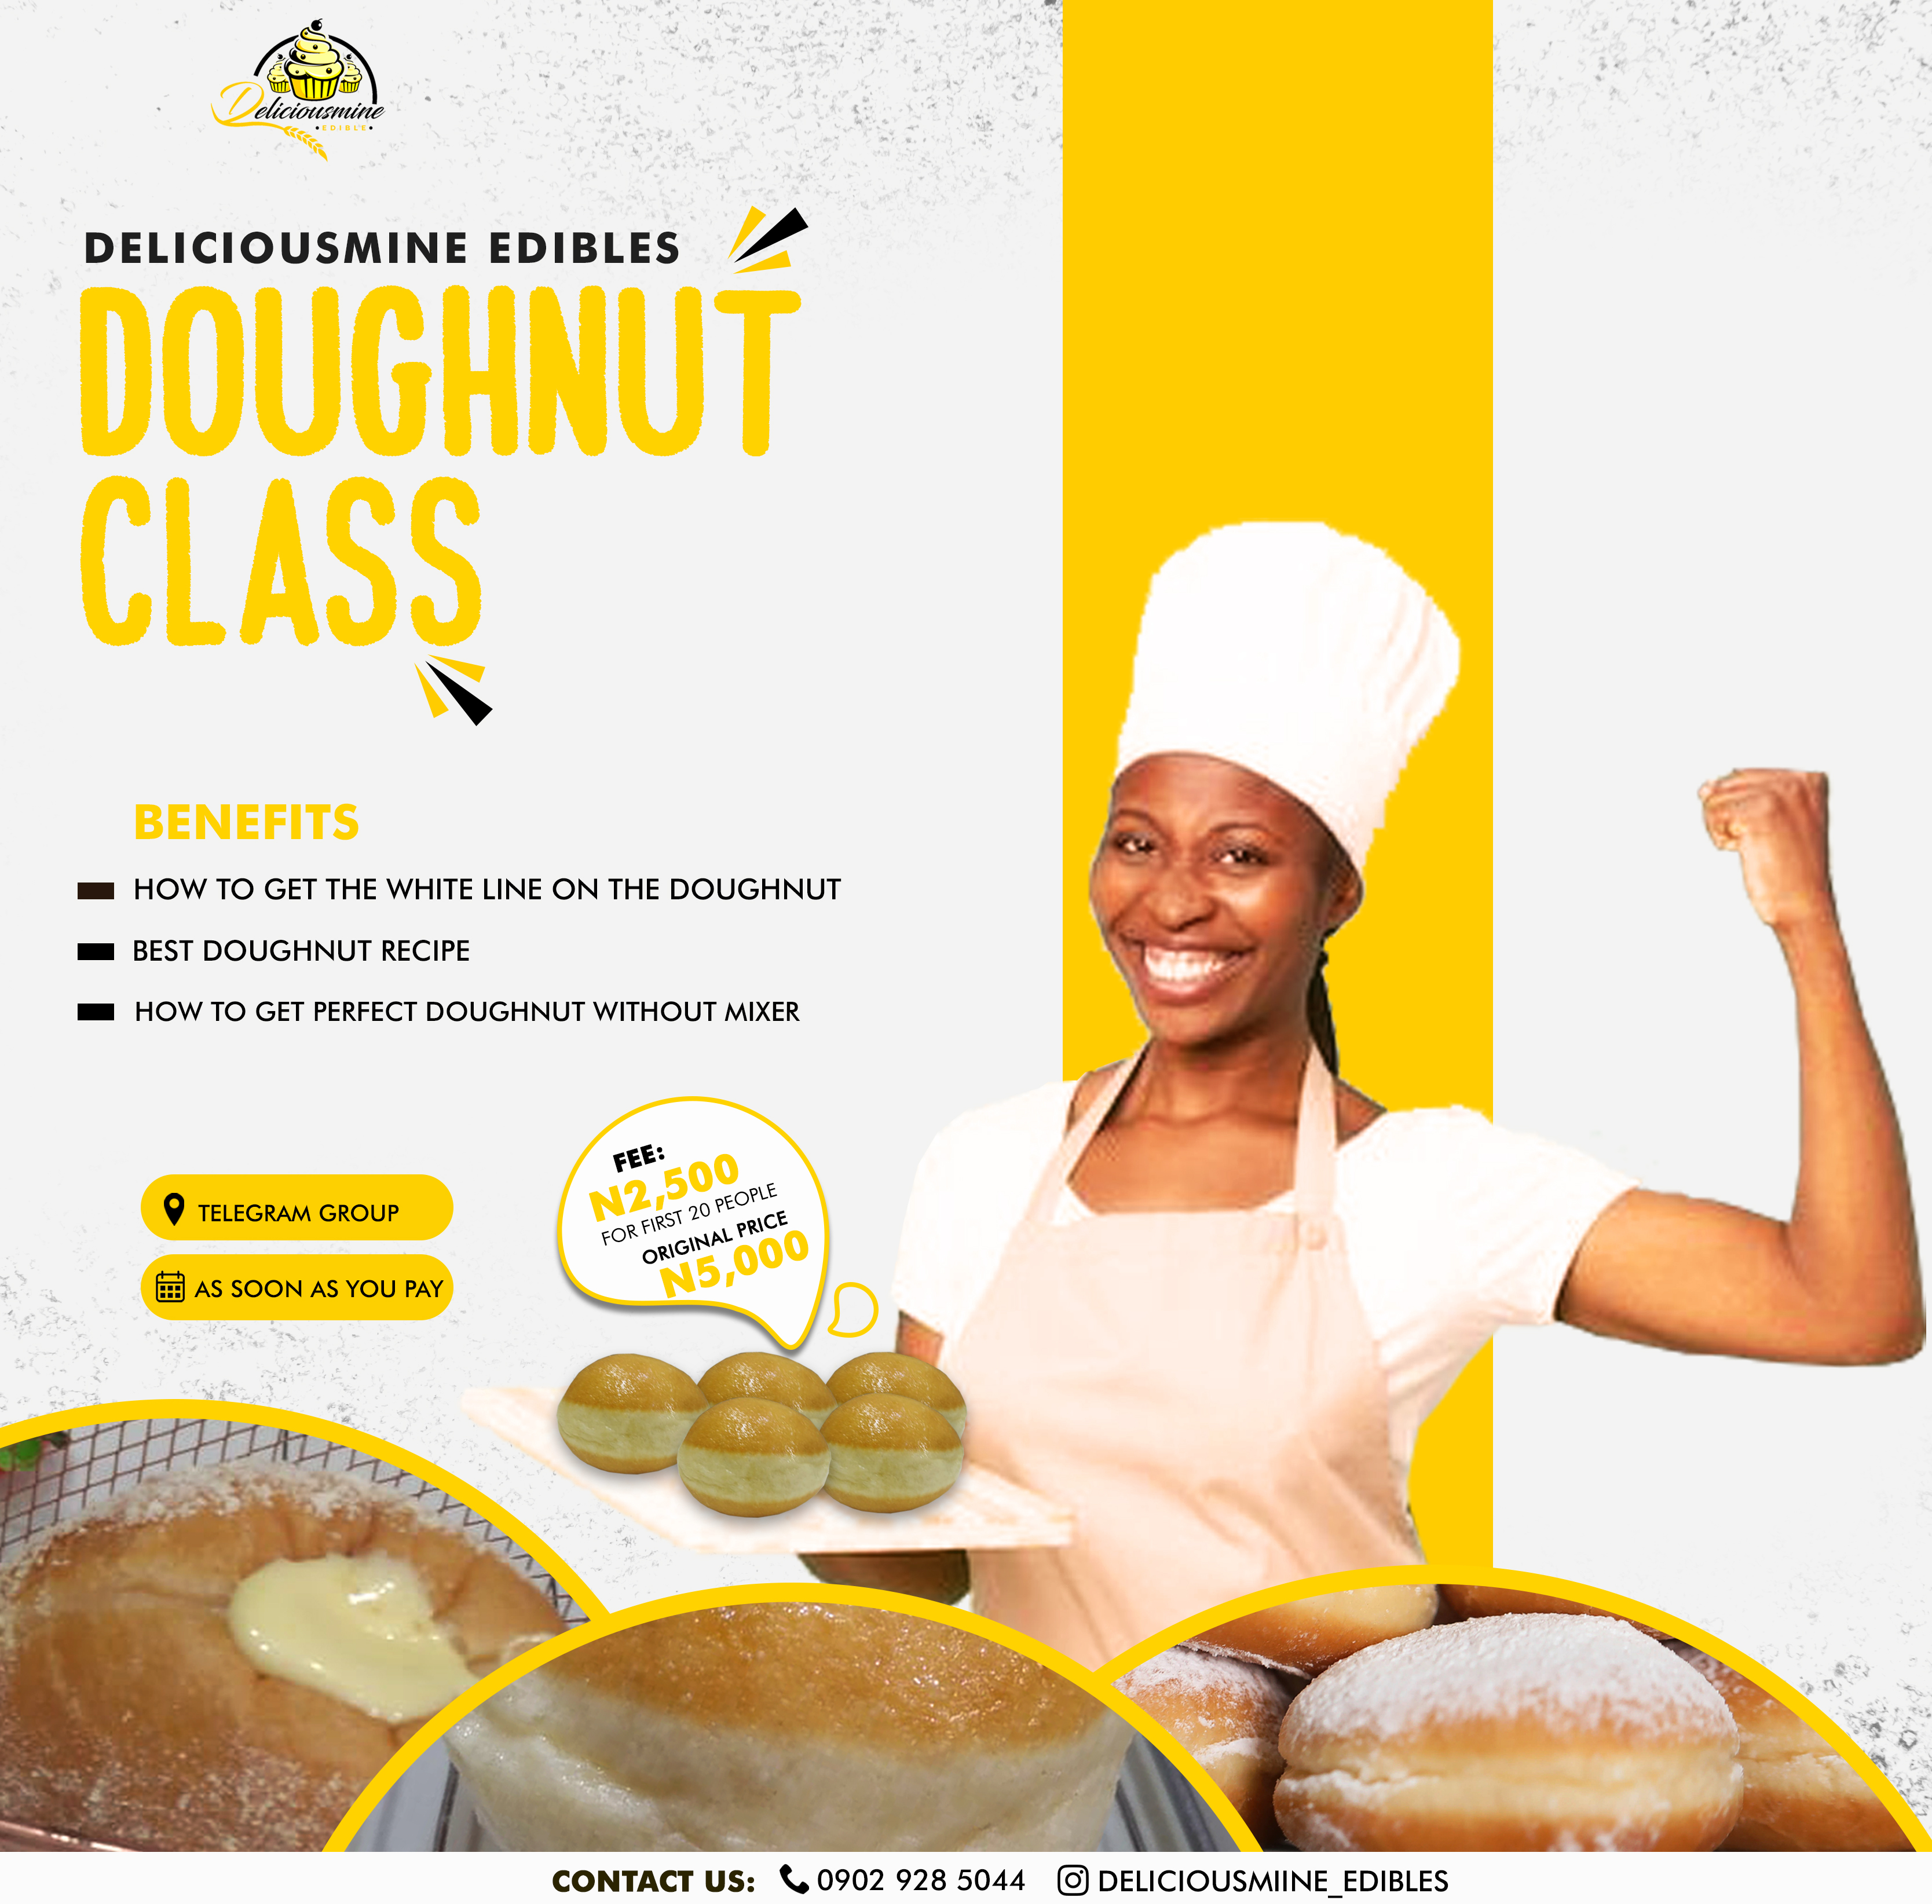 Deliciousmine
•EDIBLE•
DELICIOUSMINE EDIBLES
DOUGHNUT
CLASS
BENEFITS
HOW TO GET THE WHITE LINE ON THE DOUGHNUT
BEST DOUGHNUT RECIPE
HOW TO GET PERFECT DOUGHNUT WITHOUT MIXER
TELEGRAM GROUP
AS SOON AS YOU PAY
FEE:
N2,500
FOR FIRST 20 PEOPLE
ORIGINAL PRICE
N5,000
CONTACT US: 0902 928 5044 DELICIOUSMIINE_EDIBLES